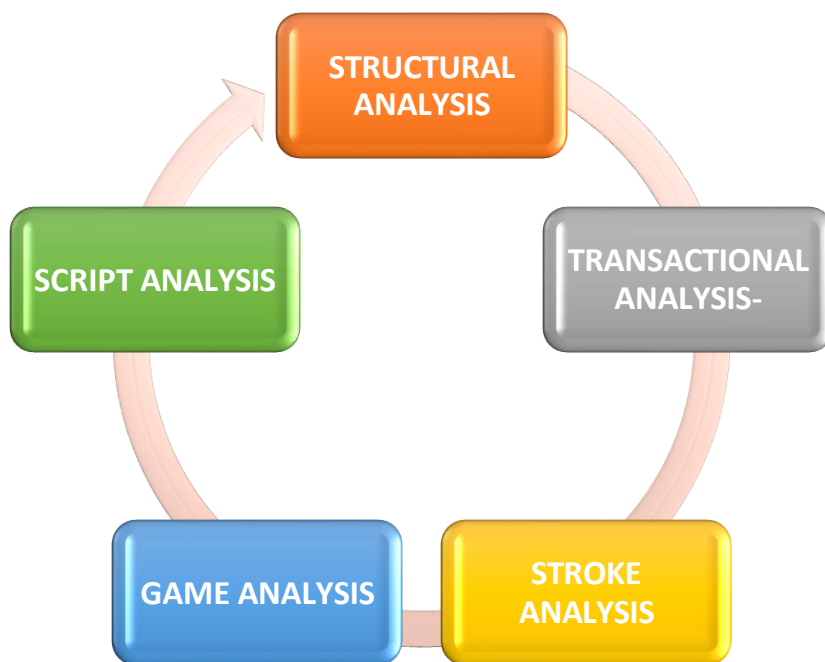 STRUCTURAL
ANALYSIS
TRANSACTIONAL
ANALYSIS-
STROKE
ANALYSIS
GAME ANALYSIS
SCRIPT ANALYSIS